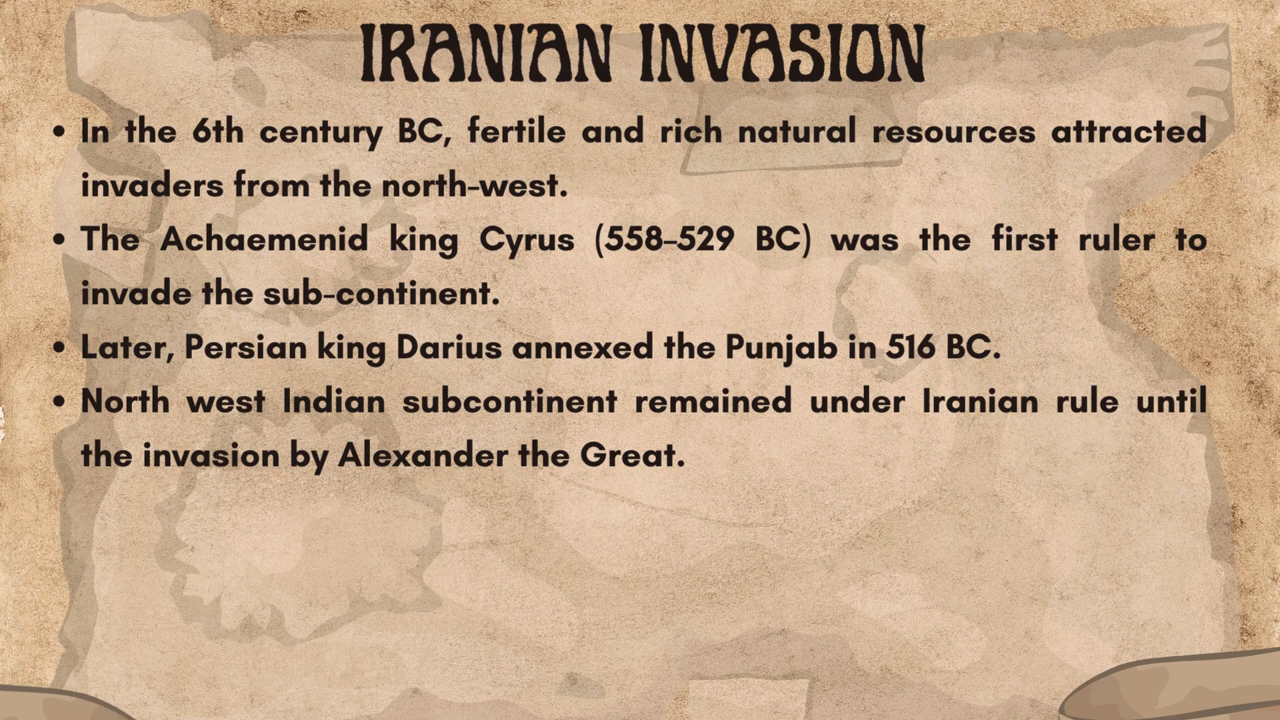 IRANIAN INVASION
• In the 6th century BC, fertile and rich natural resources attracted
invaders from the north-west.
• The Achaemenid king Cyrus (558–529 BC) was the first ruler to
invade the sub-continent.
• Later, Persian king Darius annexed the Punjab in 516 BC.
• North west Indian subcontinent remained under Iranian rule until
the invasion by Alexander the Great.